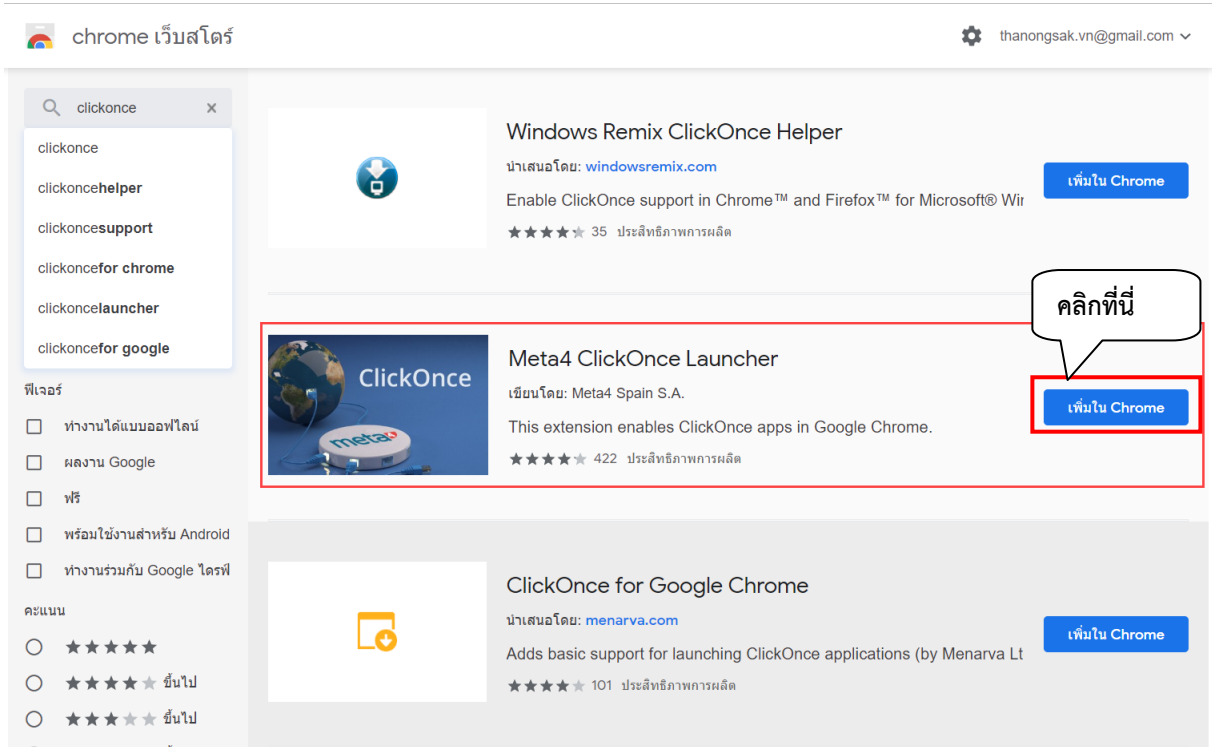 chrome เว็บสโตร์
thanongsak.vn@gmail.com
clickonce x
clickonce
clickoncehelper
clickoncesupport
clickoncefor chrome
clickoncelauncher
clickoncefor google
ฟีเจอร์
ทำงานได้แบบออฟไลน์
ผลงาน Google
ฟรี
พร้อมใช้งานสำหรับ Android
ทำงานร่วมกับ Google ไดรฟ์
คะแนน
ขึ้นไป
ขึ้นไป
Windows Remix ClickOnce Helper
นำเสนอโดย: windowsremix.com
Enable ClickOnce support in Chrome™ and Firefox™ for Microsoft® Wir
35 ประสิทธิภาพการผลิต
เพิ่มใน Chrome
คลิกที่นี่
ClickOnce
meta4
Meta4 ClickOnce Launcher
เขียนโดย: Meta4 Spain S.A.
This extension enables ClickOnce apps in Google Chrome.
422 ประสิทธิภาพการผลิต
เพิ่มใน Chrome
ClickOnce for Google Chrome
นำเสนอโดย: menarva.com
Adds basic support for launching ClickOnce applications (by Menarva Lt
101 ประสิทธิภาพการผลิต
เพิ่มใน Chrome